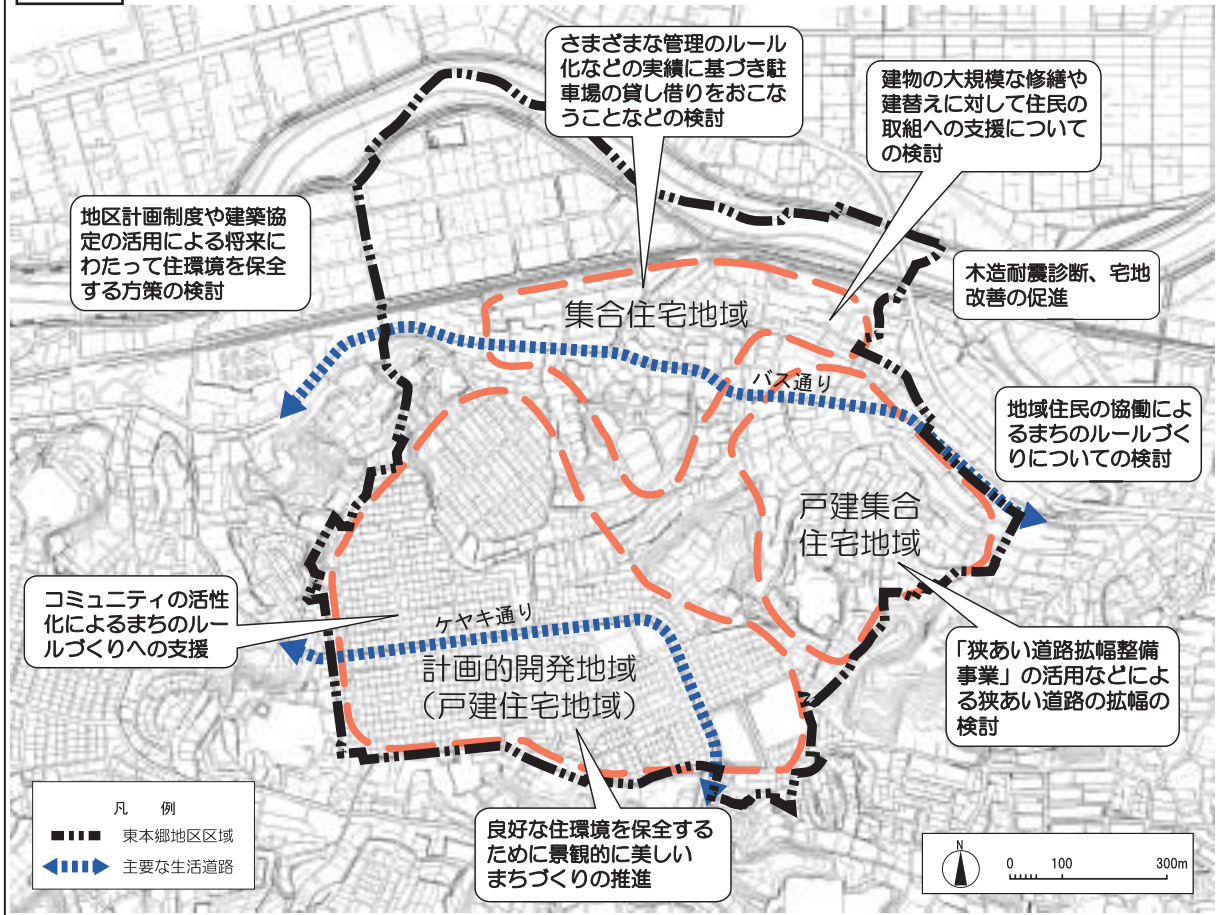 さまざまな管理のルール
化などの実績に基づき駐
車場の貸し借りをおこな
うことなどの検討
建物の大規模な修繕や
建替えに対して住民の
取組への支援について
の検討
地区計画制度や建築協
定の活用による将来に
わたって住環境を保全
する方策の検討
木造耐震診断、宅地
改善の促進
集合住宅地域
バス通り
地域住民の協働によ
るまちのルールづく
りについての検討
戸建集合
住宅地域
コミュニティの活性
化によるまちのルー
ルづくりへの支援
ケヤキ通り
計画的開発地域
（戸建住宅地域）
「狭あい道路拡幅整備
事業」の活用などによ
る狭あい道路の拡幅の
検討
良好な住環境を保全する
ために景観的に美しい
まちづくりの推進
凡　例
東本郷地区区域
主要な生活道路
N
0 100 300m